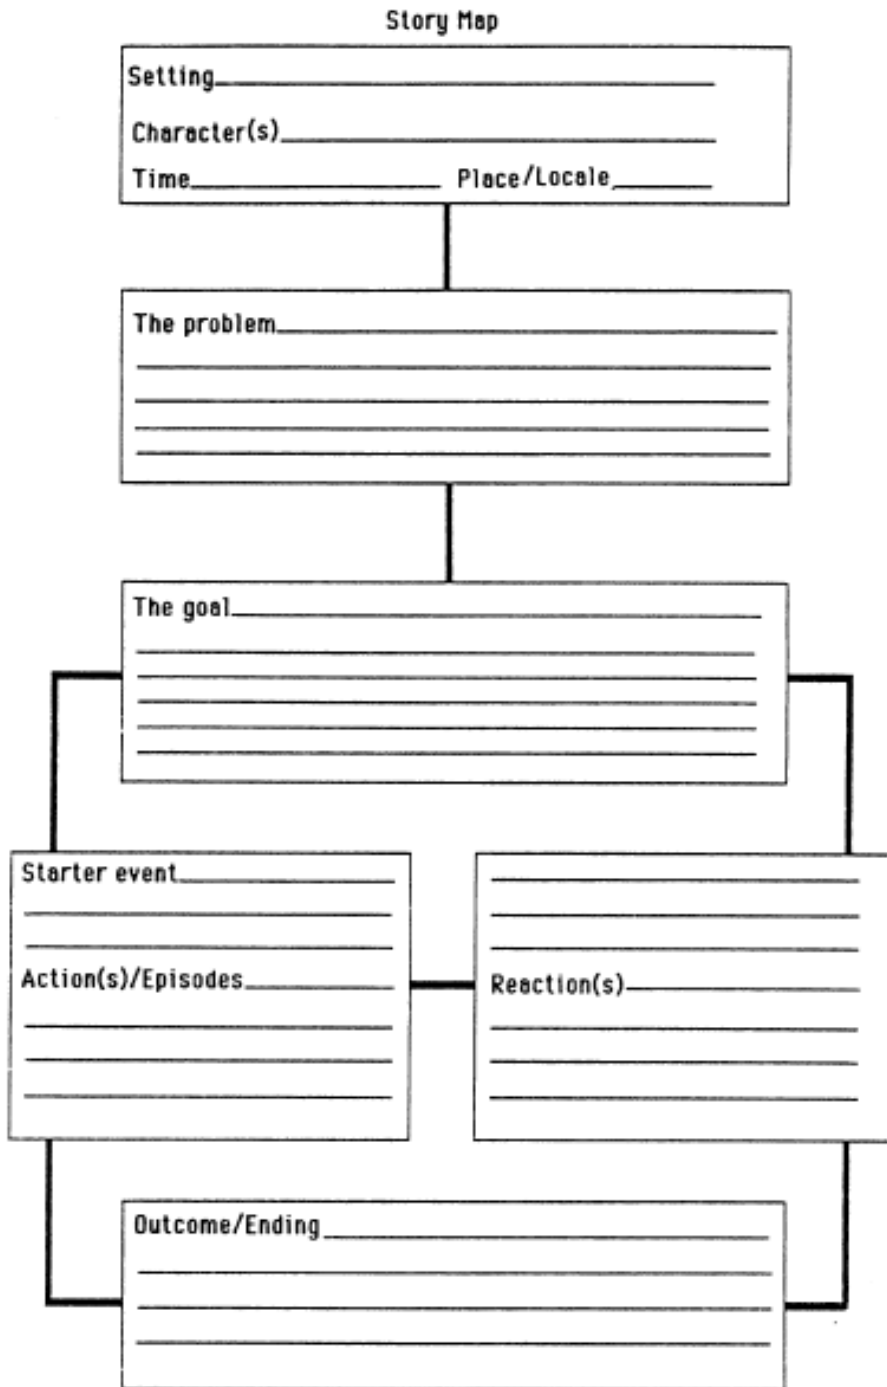 Story Map
Setting
Character(s)
Time Place/Locale
The problem
The goal
Starter event
Action(s)/Episodes
Reaction(s)
Outcome/Ending